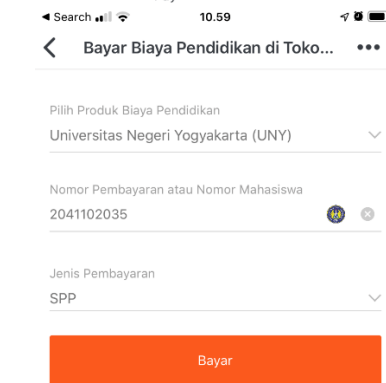 ◄ Search 10.59
Bayar Biaya Pendidikan di Toko...
Pilih Produk Biaya Pendidikan
Universitas Negeri Yogyakarta (UNY)
Nomor Pembayaran atau Nomor Mahasiswa
2041102035
Jenis Pembayaran
SPP
Bayar